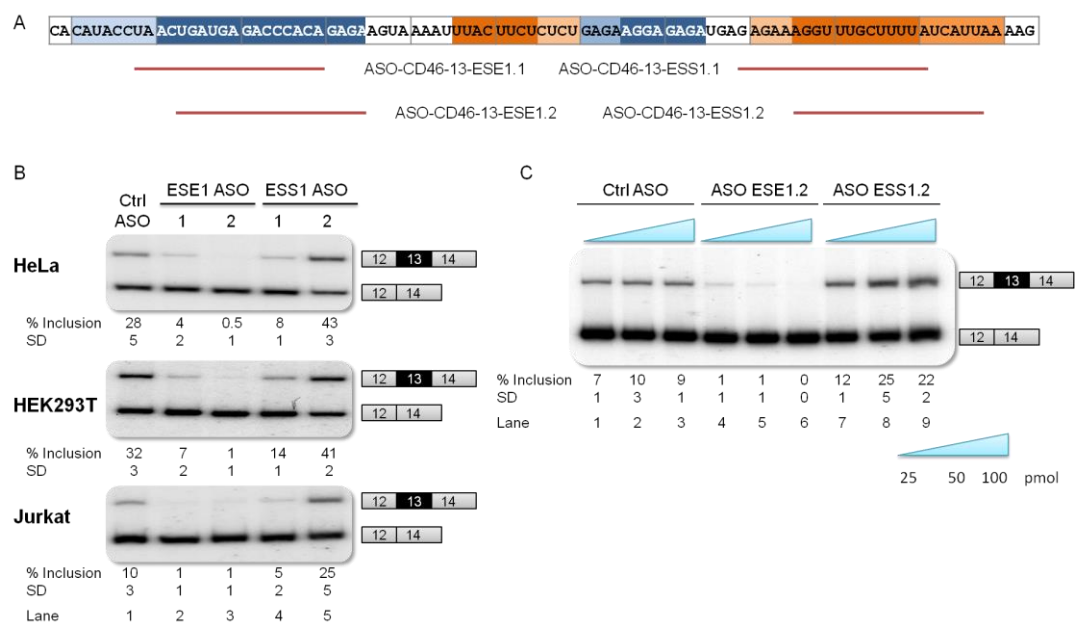 A
CA CAUACCUA ACUGAUGA GACCCACA GAGA AGUA AAAU UUAC UUCU CUCU GAGA AGGA GAGA UGAG AGAA AGGU UUGCUUUU AUCAUUAA AAG
ASO-CD46-13-ESE1.1 ASO-CD46-13-ESS1.1
ASO-CD46-13-ESE1.2 ASO-CD46-13-ESS1.2
B
Ctrl ASO ESE1 ASO ESS1 ASO
1 2 1 2
HeLa
12 13 14
12 14
% Inclusion 28 4 0.5 8 43
SD 5 2 1 1 3
HEK293T
12 13 14
12 14
% Inclusion 32 7 1 14 41
SD 3 2 1 1 2
Jurkat
12 13 14
12 14
% Inclusion 10 1 1 5 25
SD 3 1 1 2 5
Lane 1 2 3 4 5
C
Ctrl ASO ASO ESE1.2 ASO ESS1.2
12 13 14
12 14
% Inclusion 7 10 9 1 1 0 12 25 22
SD 1 3 1 1 1 0 1 5 2
Lane 1 2 3 4 5 6 7 8 9
25 50 100 pmol